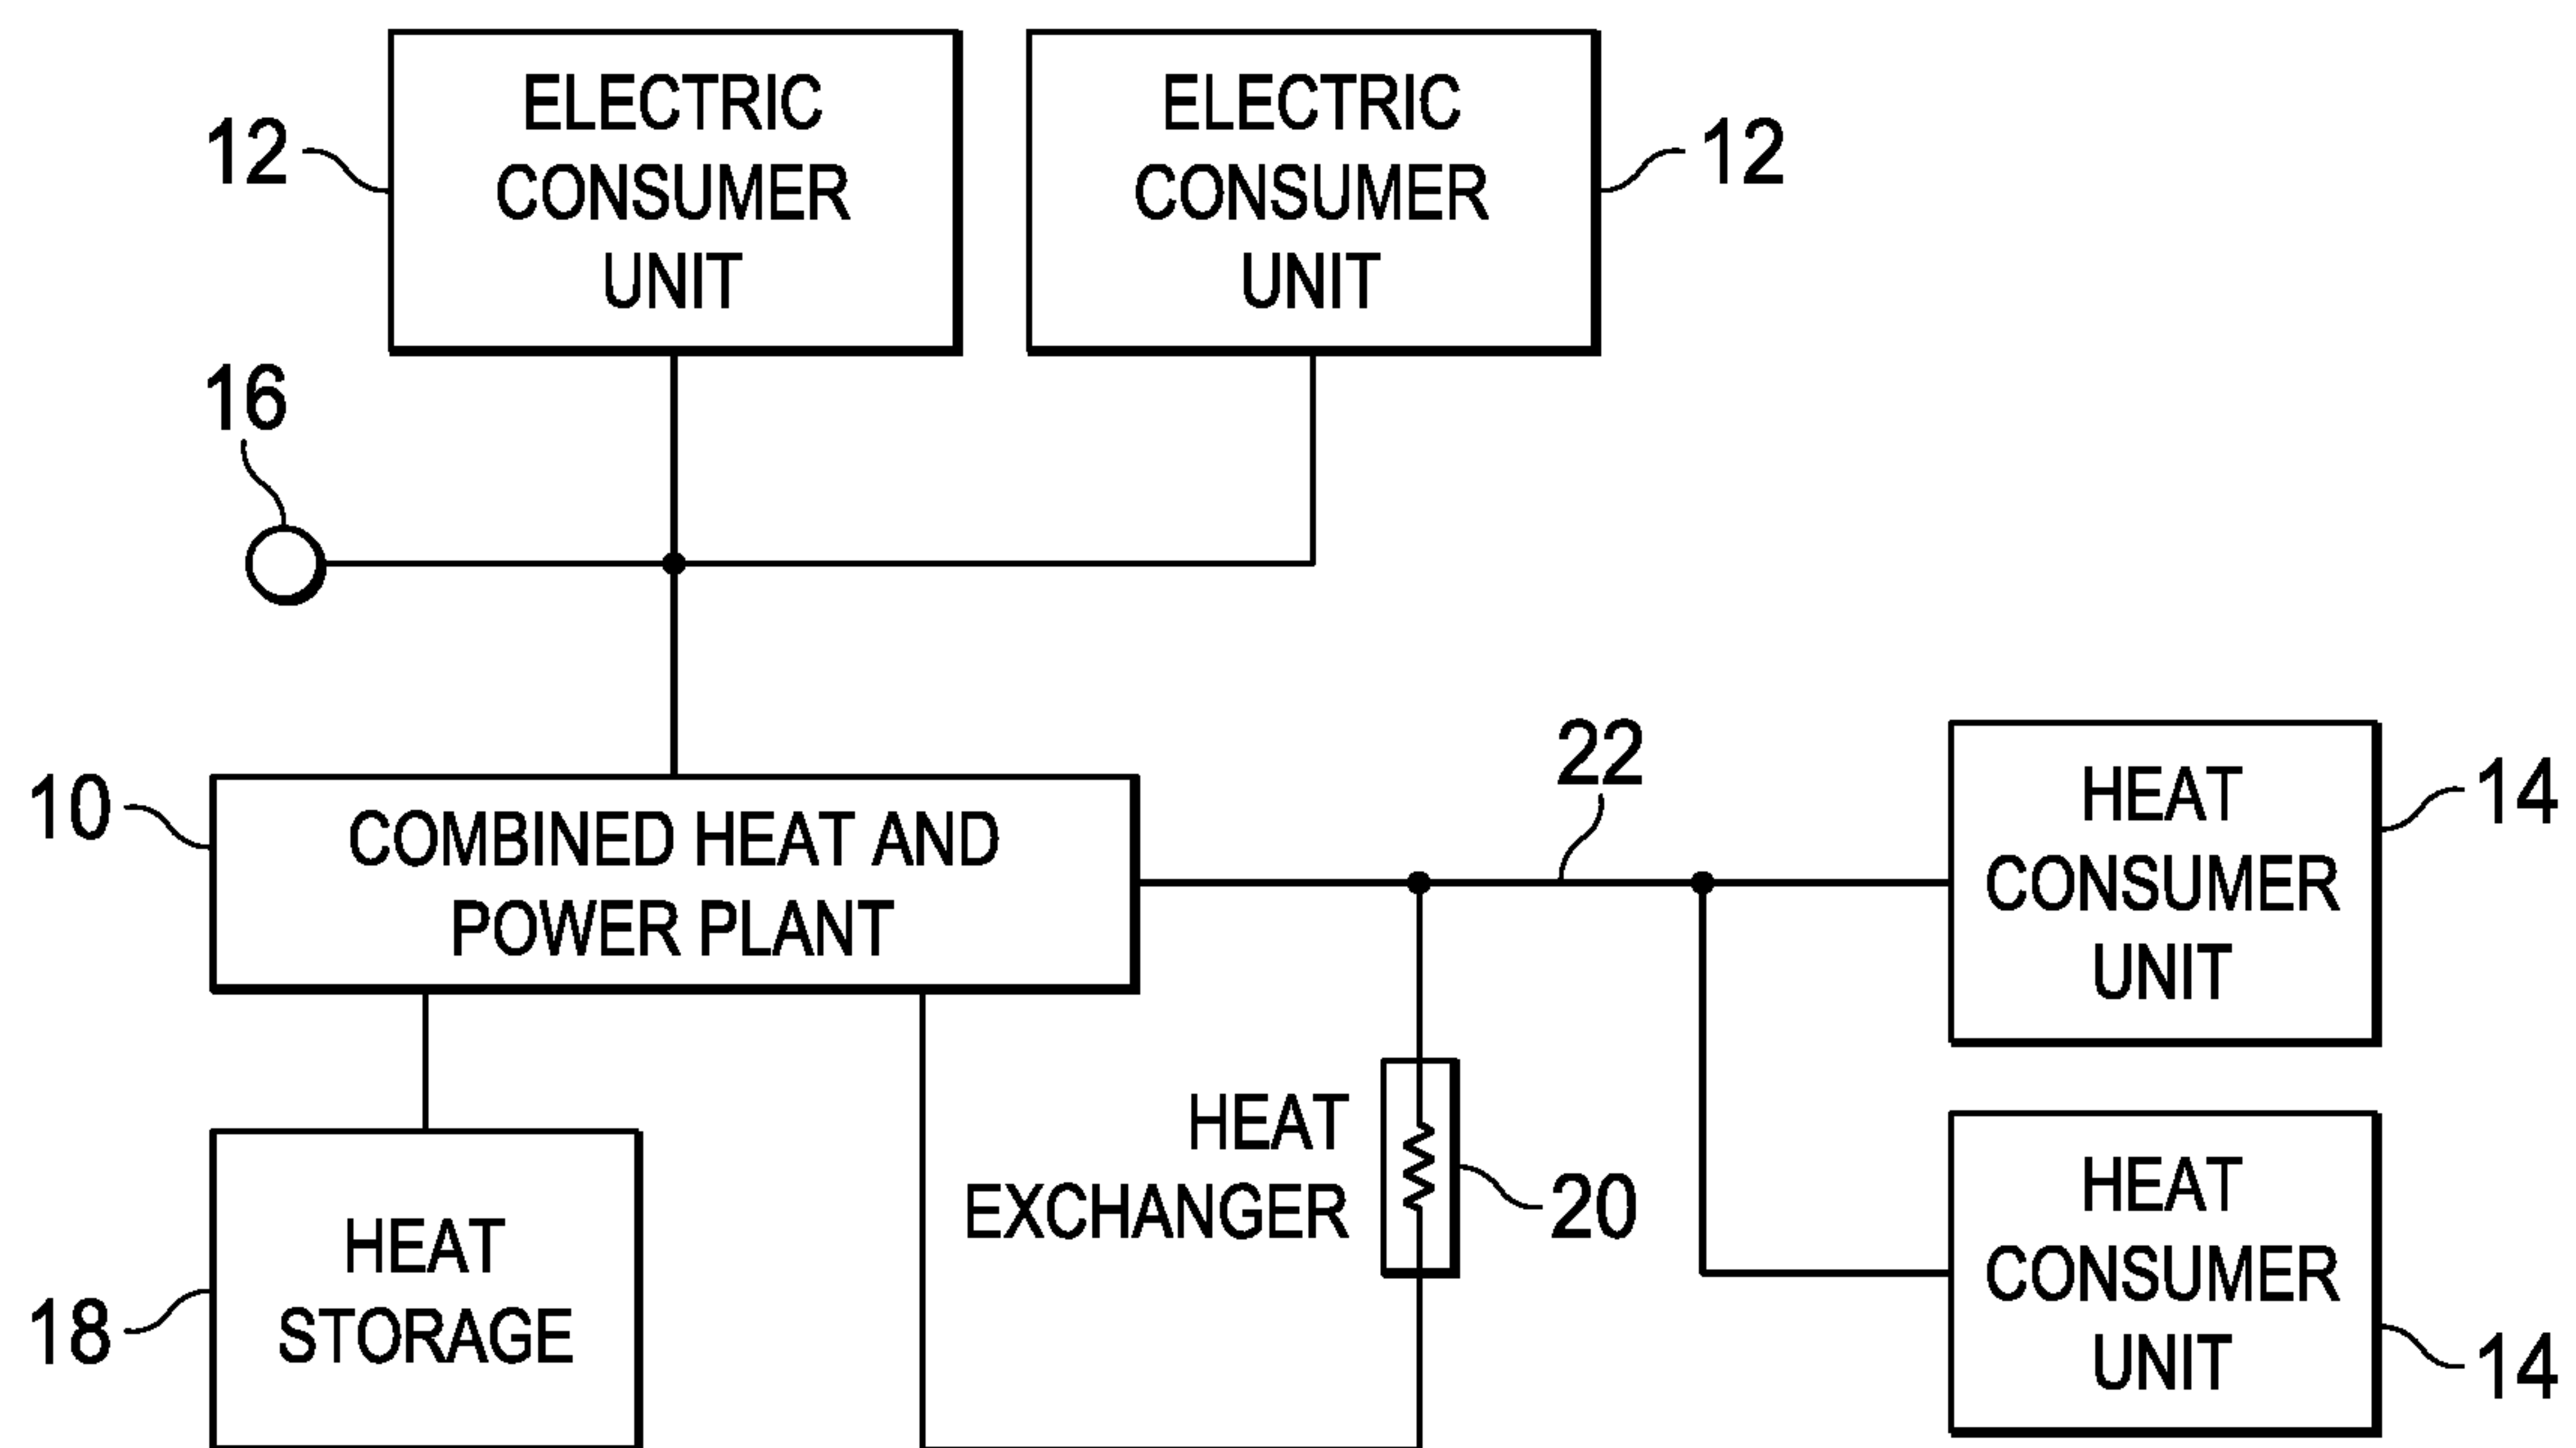 12
ELECTRIC
CONSUMER
UNIT
ELECTRIC
CONSUMER
UNIT
12
16
10
COMBINED HEAT AND
POWER PLANT
22
HEAT
CONSUMER
UNIT
14
18
HEAT
STORAGE
HEAT
EXCHANGER
20
HEAT
CONSUMER
UNIT
14